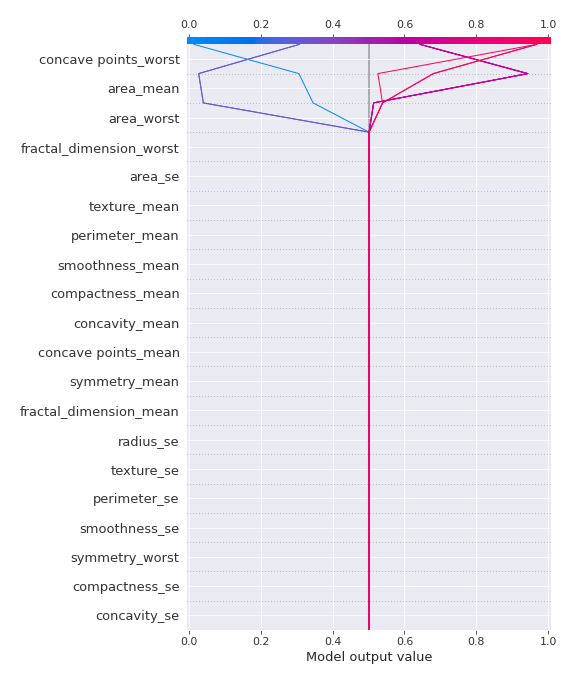 0.0 0.2 0.4 0.6 0.8 1.0
concave points_worst
area_mean
area_worst
fractal_dimension_worst
area_se
texture_mean
perimeter_mean
smoothness_mean
compactness_mean
concavity_mean
concave points_mean
symmetry_mean
fractal_dimension_mean
radius_se
texture_se
perimeter_se
smoothness_se
symmetry_worst
compactness_se
concavity_se
0.0 0.2 0.4 0.6 0.8 1.0
Model output value